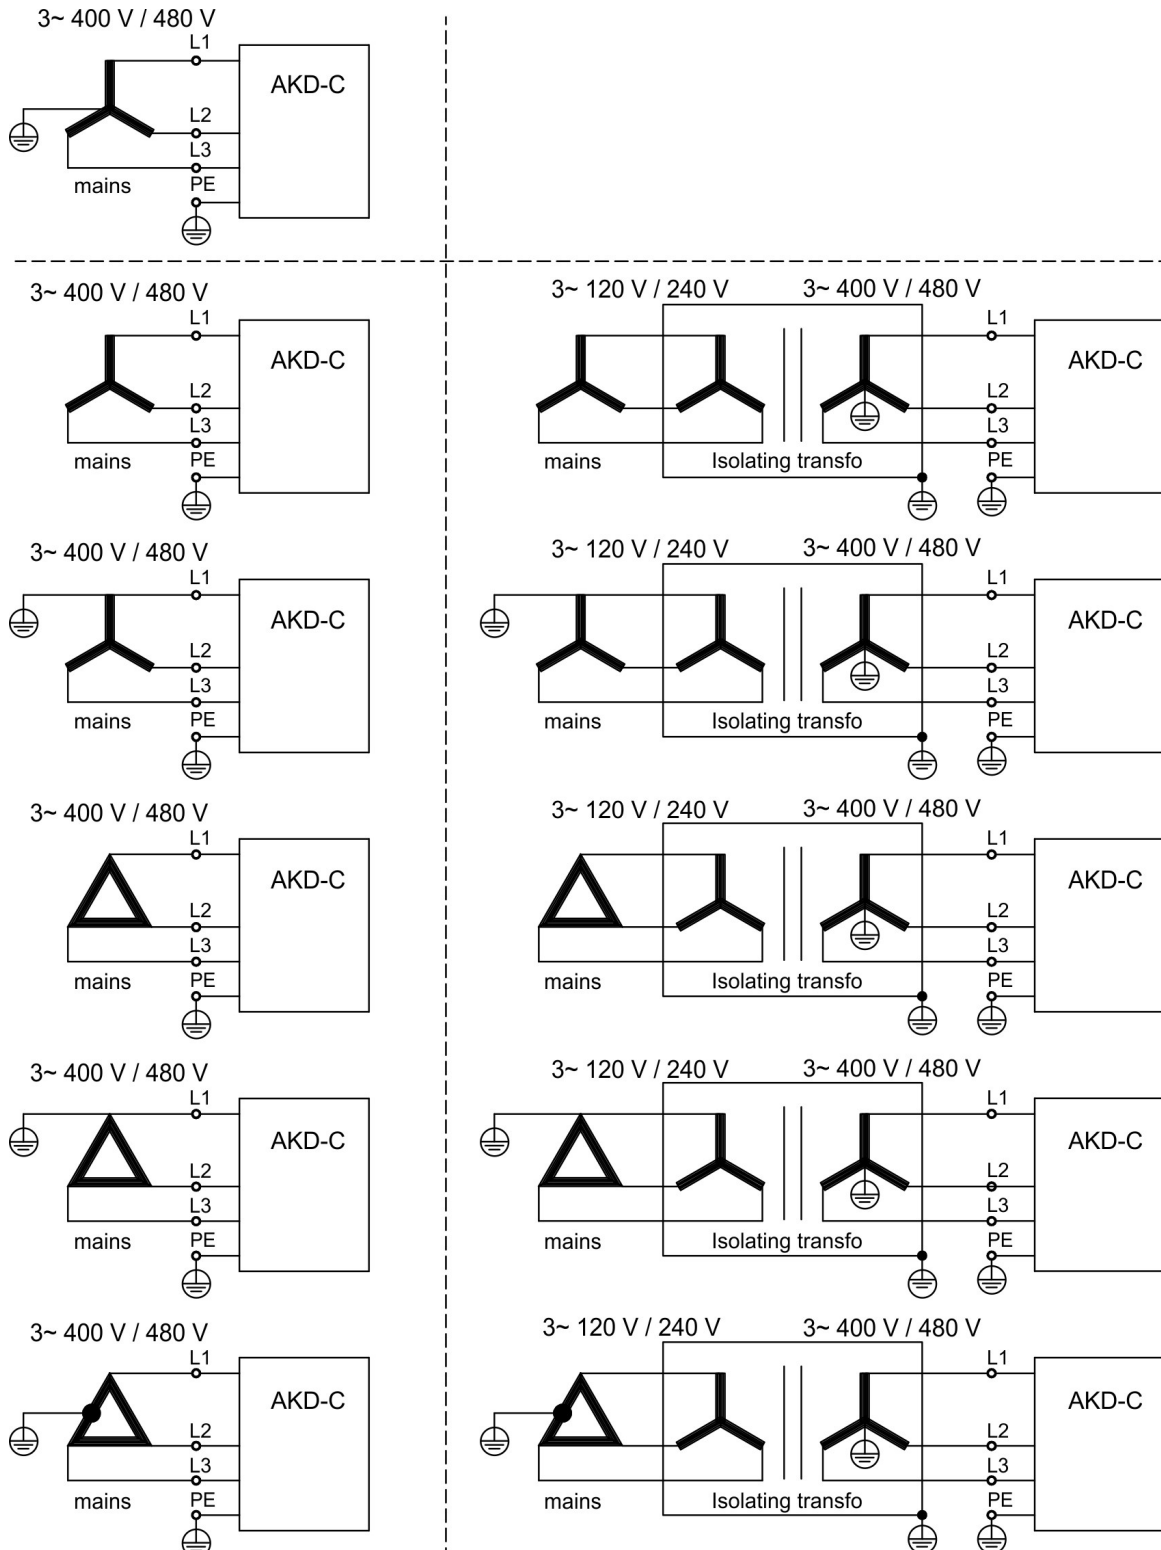 3~ 400 V / 480 V
L1
AKD-C
L2
L3
mains
PE
3~ 400 V / 480 V
L1
AKD-C
L2
L3
mains
PE
3~ 120 V / 240 V
3~ 400 V / 480 V
L1
AKD-C
L2
L3
mains
Isolating transfo
PE
3~ 400 V / 480 V
L1
AKD-C
L2
L3
mains
PE
3~ 120 V / 240 V
3~ 400 V / 480 V
L1
AKD-C
L2
L3
mains
Isolating transfo
PE
3~ 400 V / 480 V
L1
AKD-C
L2
L3
mains
PE
3~ 120 V / 240 V
3~ 400 V / 480 V
L1
AKD-C
L2
L3
mains
Isolating transfo
PE
3~ 400 V / 480 V
L1
AKD-C
L2
L3
mains
PE
3~ 120 V / 240 V
3~ 400 V / 480 V
L1
AKD-C
L2
L3
mains
Isolating transfo
PE
3~ 400 V / 480 V
L1
AKD-C
L2
L3
mains
PE
3~ 120 V / 240 V
3~ 400 V / 480 V
L1
AKD-C
L2
L3
mains
Isolating transfo
PE